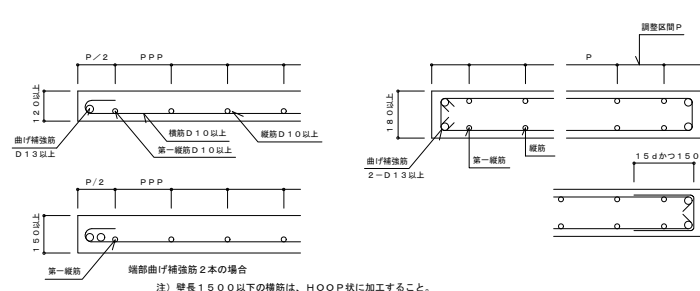 調整区間P
P/2 PPP
P
120以上
180以上
曲げ補強筋
D13以上
横筋D10以上
縦筋D10以上
第一縦筋D10以上
曲げ補強筋
2-D13以上
第一縦筋
縦筋
15dかつ150
P/2 PPP
150以上
第一縦筋
端部曲げ補強筋2本の場合
注)壁長1500以下の横筋は、HOOP状に加工すること。